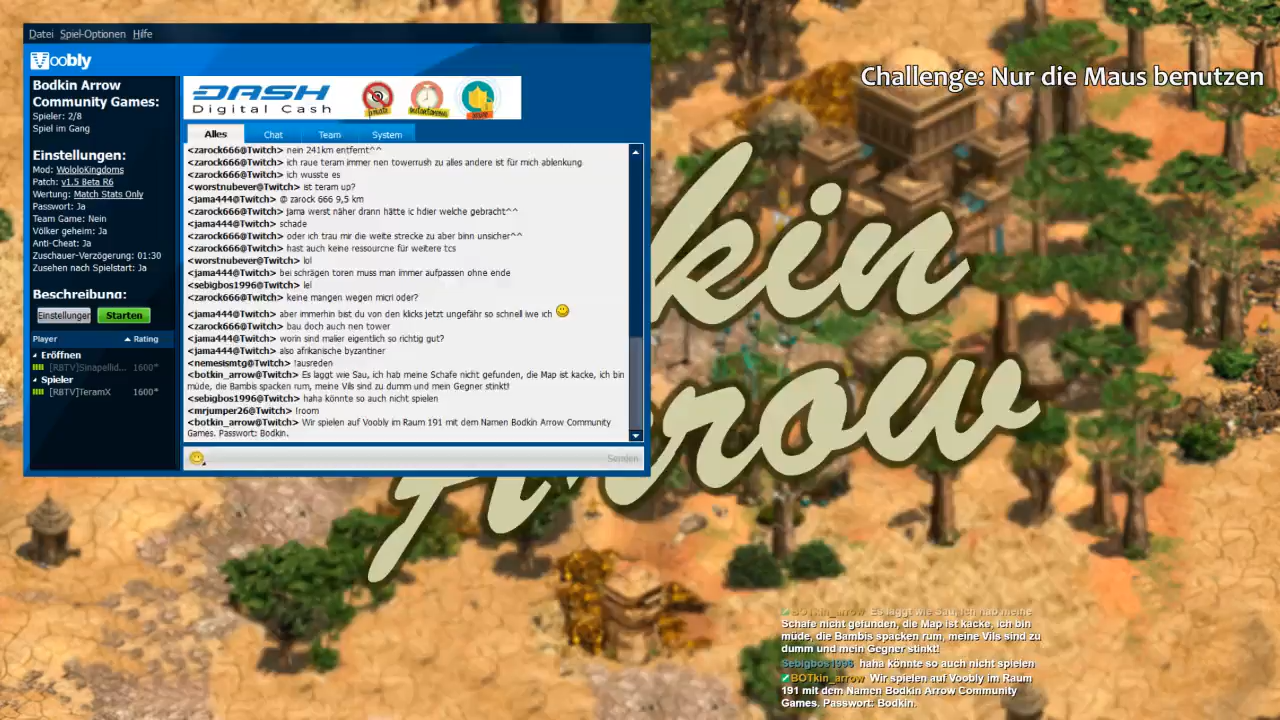 Datei Spiel-Optionen Hilfe
Voobly
Bodkin Arrow
Community Games:
Spieler: 2/8
Spiel im Gang
Einstellungen:
Mod: WololoKingdoms
Patch: v1.5 Beta R6
Wertung: Match Stats Only
Passwort: Ja
Team Game: Nein
Völker geheim: Ja
Anti-Cheat: Ja
Zuschauer-Verzögerung: 01:30
Zusehen nach Spielstart: Ja
Beschreibung:
Einstellungen Starten
Player Rating
Eröffnen
[RBTV]Sinapellid... 1600*
Spieler
[RBTV]TeramX 1600*
DASH
Digital Cash
Alles Chat Team System
<zarock666@Twitch> nein 241km entfernt^^
<zarock666@Twitch> ich raue teram immer nen towerrush zu alles andere ist für mich ablenkung
<zarock666@Twitch> ich wusste es
<worstnubever@Twitch> ist teram up?
<jama444@Twitch> @ zarock 666 9,5 km
<zarock666@Twitch> jama werst näher drann hätte ic hdier welche gebracht^^
<jama444@Twitch> schade
<zarock666@Twitch> oder ich trau mir die weite strecke zu aber binn unsicher^^
<zarock666@Twitch> hast auch keine ressourcne für weitere tcs
<worstnubever@Twitch> lol
<jama444@Twitch> bei schrägen toren muss man immer aufpassen ohne ende
<sebigbos1996@Twitch> lel
<zarock666@Twitch> keine mangen wegen micri oder?
<jama444@Twitch> aber immerhin bist du von den klicks jetzt ungefähr so schnell iwe ich
<zarock666@Twitch> bau doch auch nen tower
<jama444@Twitch> worin sind malier eigentlich so richtig gut?
<jama444@Twitch> also afrikanische byzantiner
<nemesismtg@Twitch> !ausreden
<botkin_arrow@Twitch> Es laggt wie Sau, ich hab meine Schafe nicht gefunden, die Map ist kacke, ich bin
müde, die Bambis spacken rum, meine Vils sind zu dumm und mein Gegner stinkt!
<sebigbos1996@Twitch> haha könnte so auch nicht spielen
<mrjumper26@Twitch> !room
<botkin_arrow@Twitch> Wir spielen auf Voobly im Raum 191 mit dem Namen Bodkin Arrow Community
Games. Passwort: Bodkin.
Senden
Challenge: Nur die Maus benutzen
kin
Arrow
BOTkin_arrow Es laggt wie Sau, ich hab meine
Schafe nicht gefunden, die Map ist kacke, ich bin
müde, die Bambis spacken rum, meine Vils sind zu
dumm und mein Gegner stinkt!
Sebigbos1996 haha könnte so auch nicht spielen
BOTkin_arrow Wir spielen auf Voobly im Raum
191 mit dem Namen Bodkin Arrow Community
Games. Passwort: Bodkin.